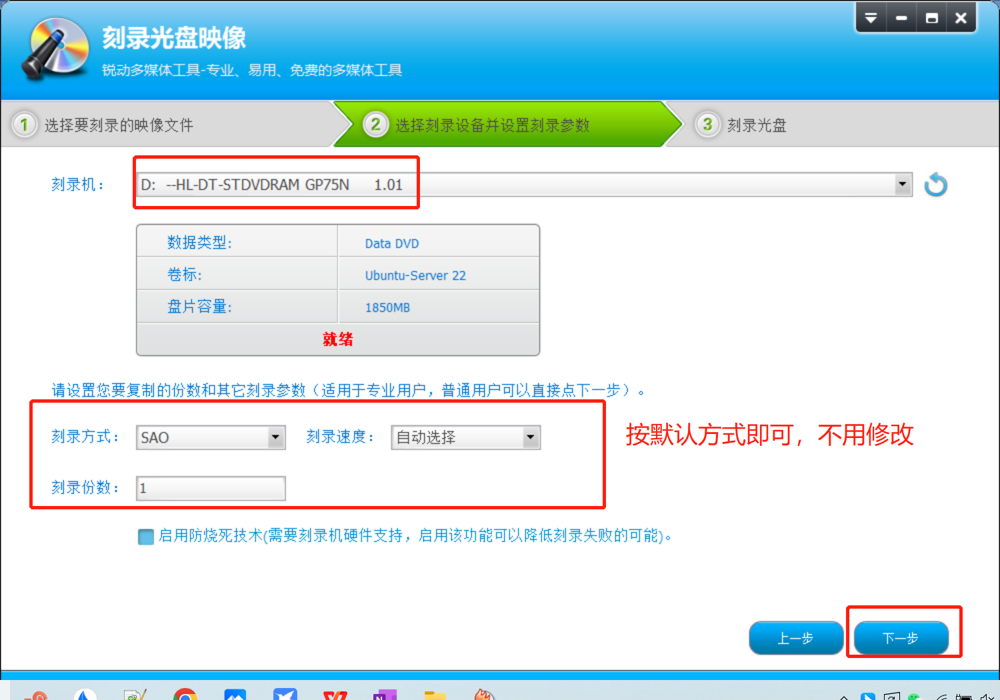 刻录光盘映像
锐动多媒体工具-专业、易用、免费的多媒体工具
1 选择要刻录的映像文件
2 选择刻录设备并设置刻录参数
3 刻录光盘
刻录机： D: --HL-DT-STDVDRAM GP75N 1.01
数据类型: Data DVD
卷标: Ubuntu-Server 22
盘片容量: 1850MB
就绪
请设置您要复制的份数和其它刻录参数（适用于专业用户，普通用户可以直接点下一步）。
刻录方式： SAO 刻录速度： 自动选择
按默认方式即可，不用修改
刻录份数： 1
启用防烧死技术(需要刻录机硬件支持，启用该功能可以降低刻录失败的可能)。
上一步 下一步